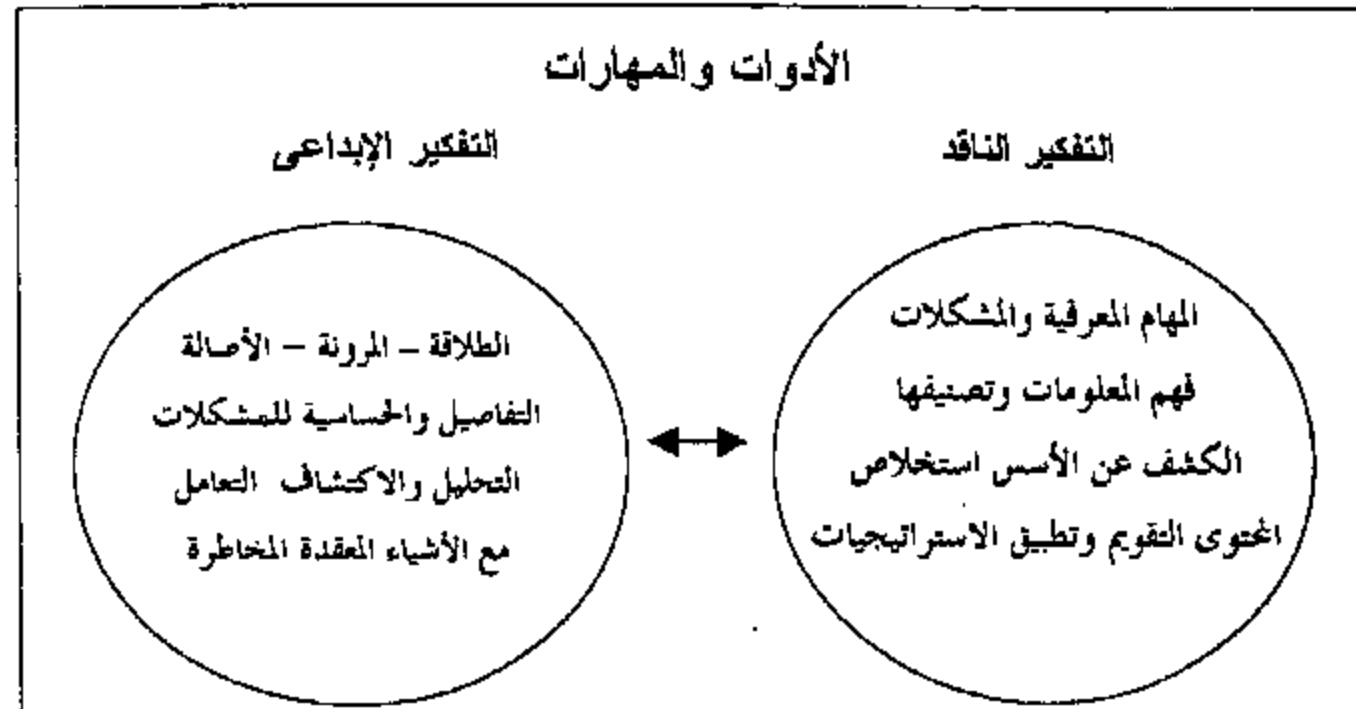 الأدوات والمهارات
التفكير الناقد
التفكير الإبداعى
المهام المعرفية والمشكلات
فهم المعلومات وتصنيفها
الكشف عن الأسس استخلاص
المحتوى التقويم وتطبيق الاستراتيجيات
الطلاقة – المرونة – الأصالة
التفاصيل والحساسية للمشكلات
التحليل والاكتشاف التعامل
مع الأشياء المعقدة المخاطرة